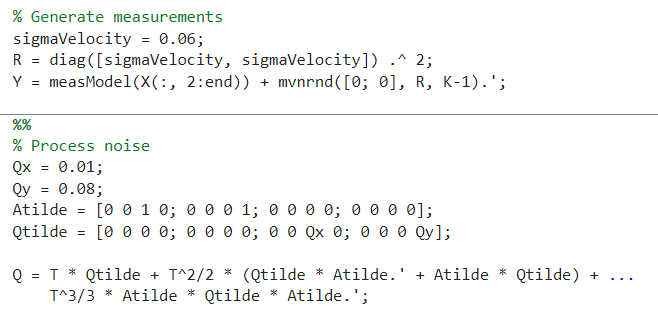 % Generate measurements
sigmaVelocity = 0.06;
R = diag([sigmaVelocity, sigmaVelocity]) .^ 2;
Y = measModel(X(:, 2:end)) + mvnrnd([0; 0], R, K-1).';
%%
% Process noise
Qx = 0.01;
Qy = 0.08;
Atilde = [0 0 1 0; 0 0 0 1; 0 0 0 0; 0 0 0 0];
Qtilde = [0 0 0 0; 0 0 0 0; 0 0 Qx 0; 0 0 0 Qy];
Q = T * Qtilde + T^2/2 * (Qtilde * Atilde.' + Atilde * Qtilde) + ...
T^3/3 * Atilde * Qtilde * Atilde.';